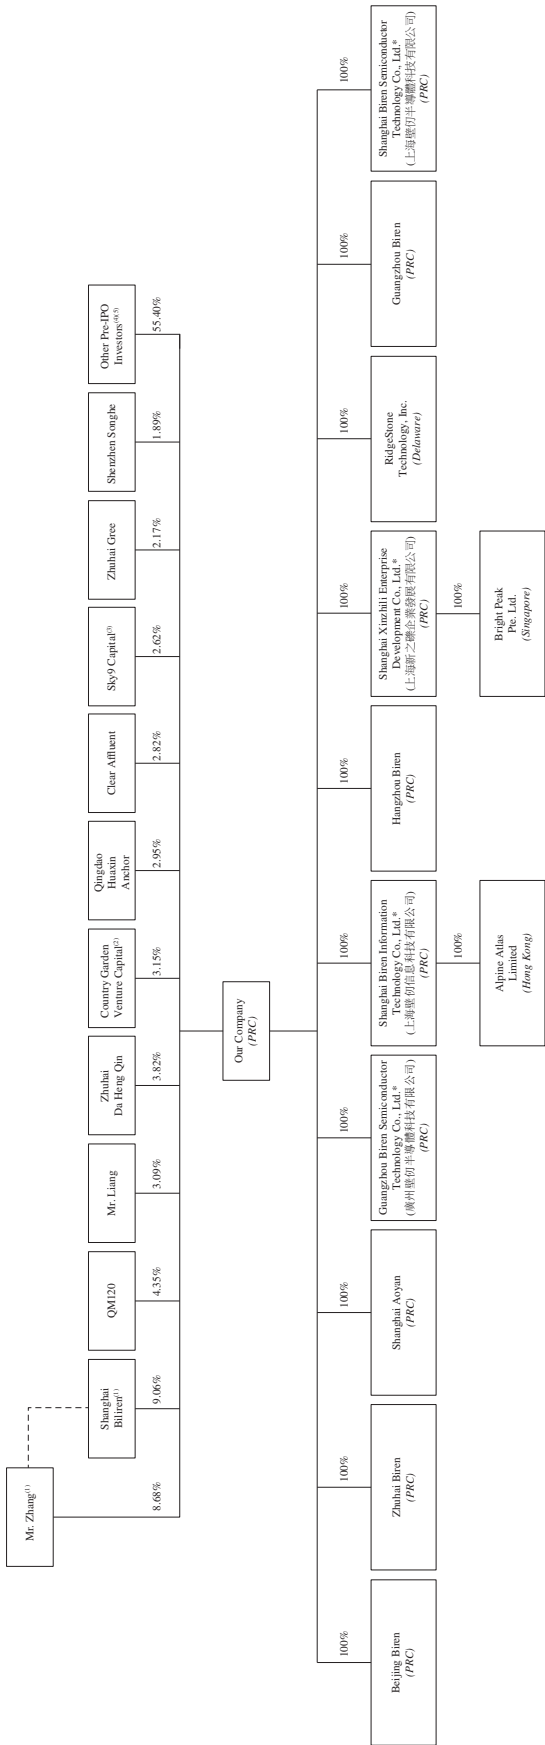 Mr. Zhang(1)
8.68%
Shanghai
Biliren(1)
9.06%
QM120
4.35%
Mr. Liang
3.09%
Zhuhai
Da Heng Qin
3.82%
Country Garden
Venture Capital(2)
3.15%
Qingdao
Huaxin
Anchor
2.95%
Clear Affluent
2.82%
Sky9 Capital(3)
2.62%
Zhuhai Gree
2.17%
Shenzhen Songhe
1.89%
Other Pre-IPO
Investors(4)(5)
55.40%
Our Company
(PRC)
100%
Beijing Biren
(PRC)
100%
Zhuhai Biren
(PRC)
100%
Shanghai Aoyan
(PRC)
100%
Guangzhou Biren Semiconductor
Technology Co., Ltd.*
(廣州壁仞半導體科技有限公司)
(PRC)
100%
Shanghai Biren Information
Technology Co., Ltd.*
(上海壁仞信息科技有限公司)
(PRC)
100%
Alpine Atlas
Limited
(Hong Kong)
100%
Hangzhou Biren
(PRC)
100%
Shanghai Xinzhili Enterprise
Development Co., Ltd.*
(上海新之礫企業發展有限公司)
(PRC)
100%
Bright Peak
Pte. Ltd.
(Singapore)
100%
RidgeStone
Technology, Inc.
(Delaware)
100%
Guangzhou Biren
(PRC)
100%
Shanghai Biren Semiconductor
Technology Co., Ltd.*
(上海壁仞半導體科技有限公司)
(PRC)